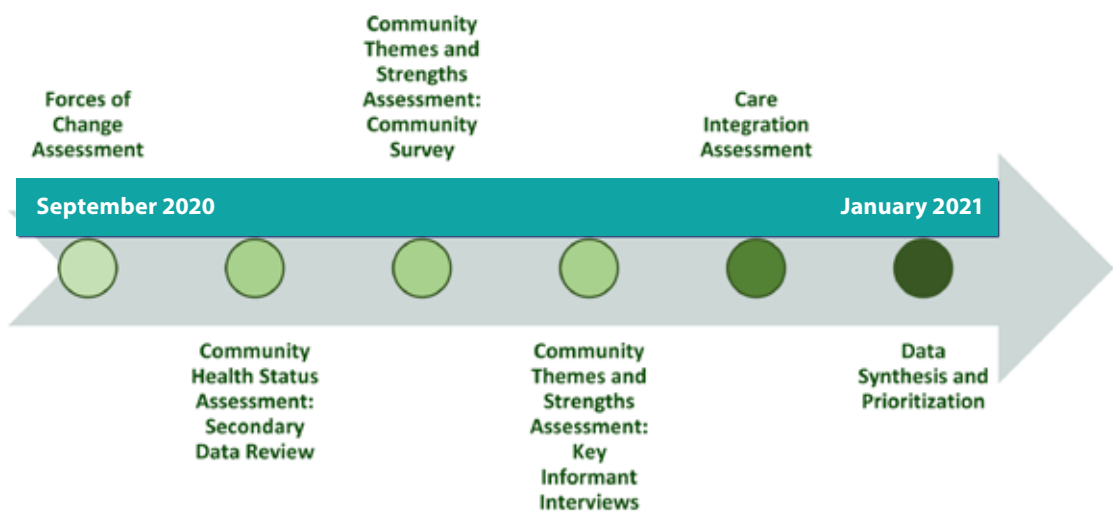 Forces of
Change
Assessment
Community
Themes and
Strengths
Assessment:
Community
Survey
Care
Integration
Assessment
September 2020
January 2021
Community
Health Status
Assessment:
Secondary
Data Review
Community
Themes and
Strengths
Assessment:
Key
Informant
Interviews
Data
Synthesis and
Prioritization